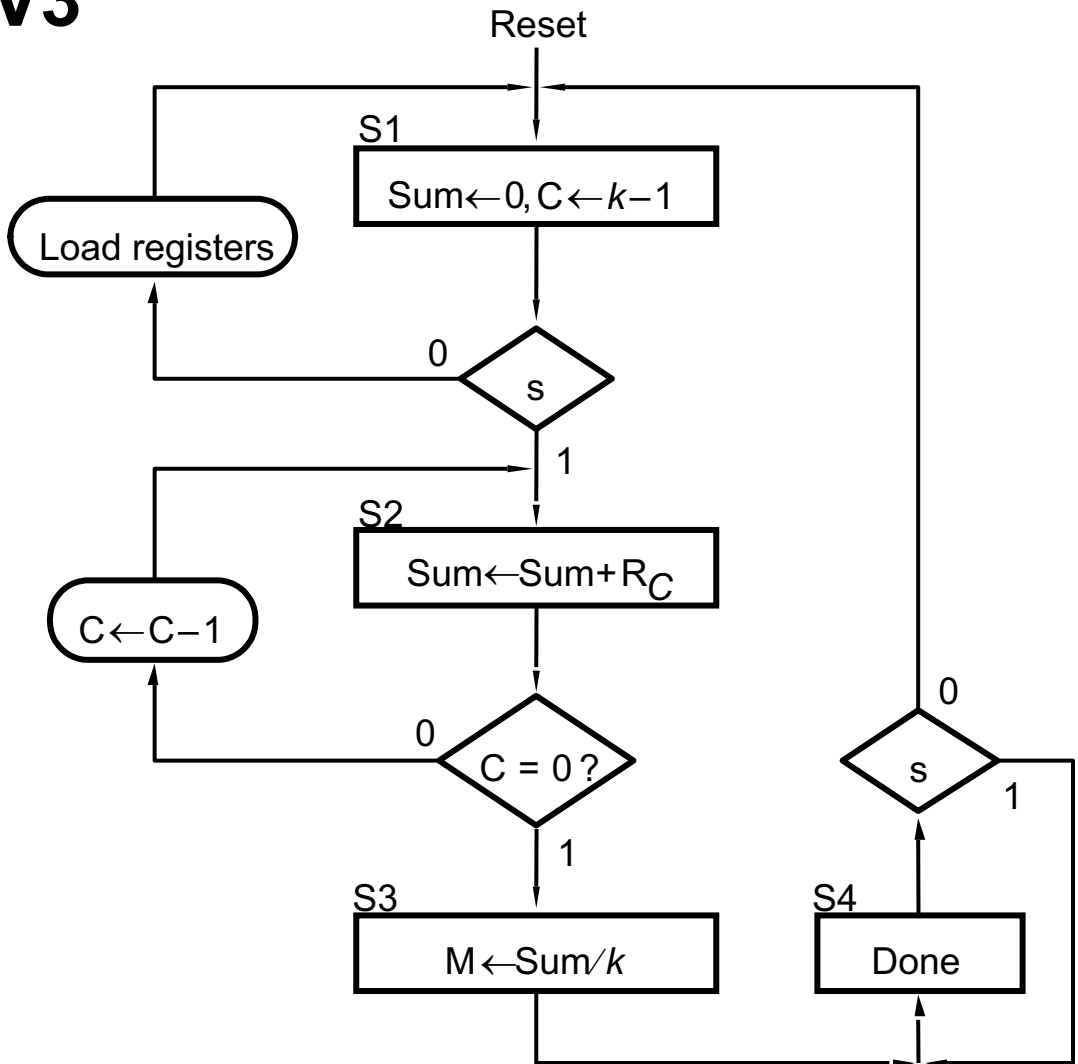 Reset
S1
Sum←0, C←k−1
Load registers
0
s
1
S2
Sum←Sum+R_C
C←C−1
0
0
C = 0 ?
s
1
1
S3
S4
M←Sum/k
Done